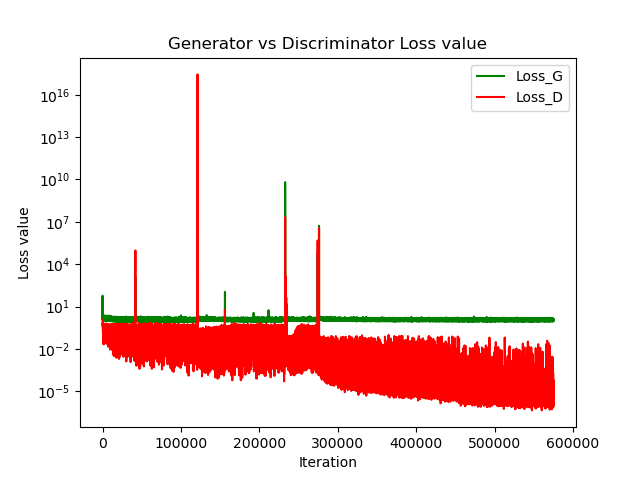 Generator vs Discriminator Loss value
Loss_G
Loss_D
10^16
10^13
10^10
10^7
10^4
10^1
10^−2
10^−5
Loss value
0 100000 200000 300000 400000 500000 600000
Iteration